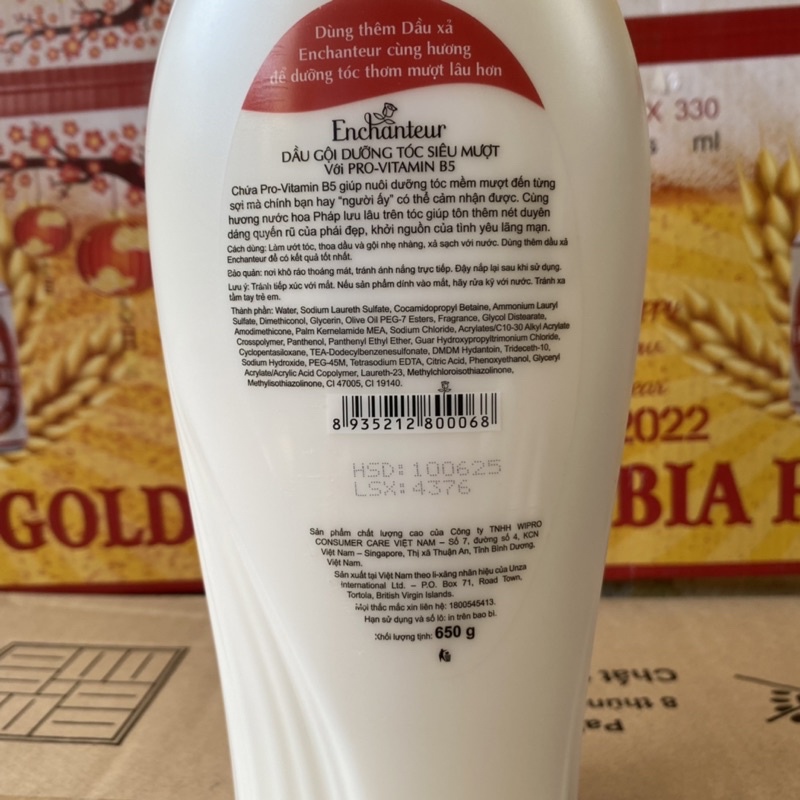 Dùng thêm Dầu xả
Enchanteur cùng hương
để dưỡng tóc thơm mượt lâu hơn
Enchanteur
DẦU GỘI DƯỠNG TÓC SIÊU MƯỢT
VỚI PRO-VITAMIN B5
Chứa Pro-Vitamin B5 giúp nuôi dưỡng tóc mềm mượt đến từng
sợi mà chính bạn hay "người ấy" có thể cảm nhận được. Cùng
hương nước hoa Pháp lưu lâu trên tóc giúp tôn thêm nét duyên
dáng quyến rũ của phái đẹp, khởi nguồn của tình yêu lãng mạn.
Cách dùng: Làm ướt tóc, thoa dầu và gội nhẹ nhàng, xả sạch với nước. Dùng thêm dầu xả
Enchanteur để có kết quả tốt nhất.
Bảo quản: nơi khô ráo thoáng mát, tránh ánh nắng trực tiếp. Đậy nắp lại sau khi sử dụng.
Lưu ý: Tránh tiếp xúc với mắt. Nếu sản phẩm dính vào mắt, hãy rửa kỹ với nước. Tránh xa
tầm tay trẻ em.
Thành phần: Water, Sodium Laureth Sulfate, Cocamidopropyl Betaine, Ammonium Lauryl
Sulfate, Dimethiconol, Glycerin, Olive Oil PEG-7 Esters, Fragrance, Glycol Distearate,
Amodimethicone, Palm Kernelamide MEA, Sodium Chloride, Acrylates/C10-30 Alkyl Acrylate
Crosspolymer, Panthenol, Panthenyl Ethyl Ether, Guar Hydroxypropyltrimonium Chloride,
Cyclopentasiloxane, TEA-Dodecylbenzenesulfonate, DMDM Hydantoin, Trideceth-10,
Sodium Hydroxide, PEG-45M, Tetrasodium EDTA, Citric Acid, Phenoxyethanol, Glyceryl
Acrylate/Acrylic Acid Copolymer, Laureth-23, Methylchloroisothiazolinone,
Methylisothiazolinone, CI 47005, CI 19140.
8 935212 800068
HSD: 100625
LSX: 4376
Sản phẩm chất lượng cao của Công ty TNHH WIPRO
CONSUMER CARE VIỆT NAM – Số 7, đường số 4, KCN
Việt Nam – Singapore, Thị xã Thuận An, Tỉnh Bình Dương,
Việt Nam.
Sản xuất tại Việt Nam theo li-xăng nhãn hiệu của Unza
International Ltd. – P.O. Box 71, Road Town,
Tortola, British Virgin Islands.
Mọi thắc mắc xin liên hệ: 1800545413.
Hạn sử dụng và số lô: in trên bao bì.
Khối lượng tịnh: 650 g
X 330
ml
2022
GOLD
BIA
Chất
8 thùng